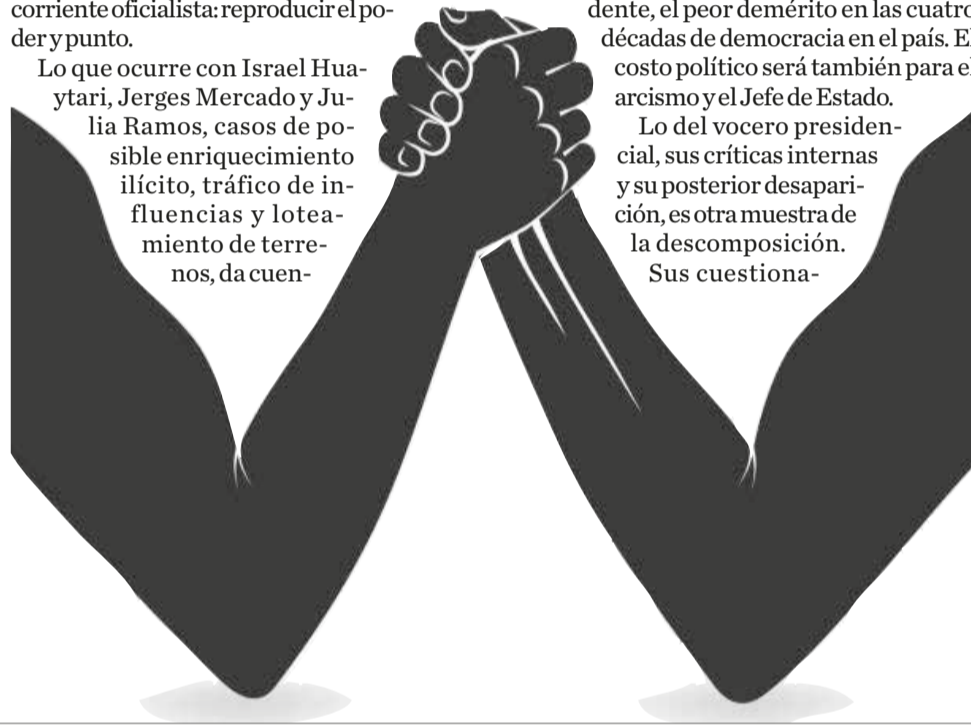 corriente oficialista: reproducir el po-
der y punto.
Lo que ocurre con Israel Hua-
ytari, Jerges Mercado y Ju-
lia Ramos, casos de po-
sible enriquecimiento
ilícito, tráfico de in-
fluencias y lotea-
miento de terre-
nos, da cuen-
dente, el peor demérito en las cuatro
décadas de democracia en el país. El
costo político será también para el
arcismo y el Jefe de Estado.
Lo del vocero presiden-
cial, sus críticas internas
y su posterior desapari-
ción, es otra muestra de
la descomposición.
Sus cuestiona-